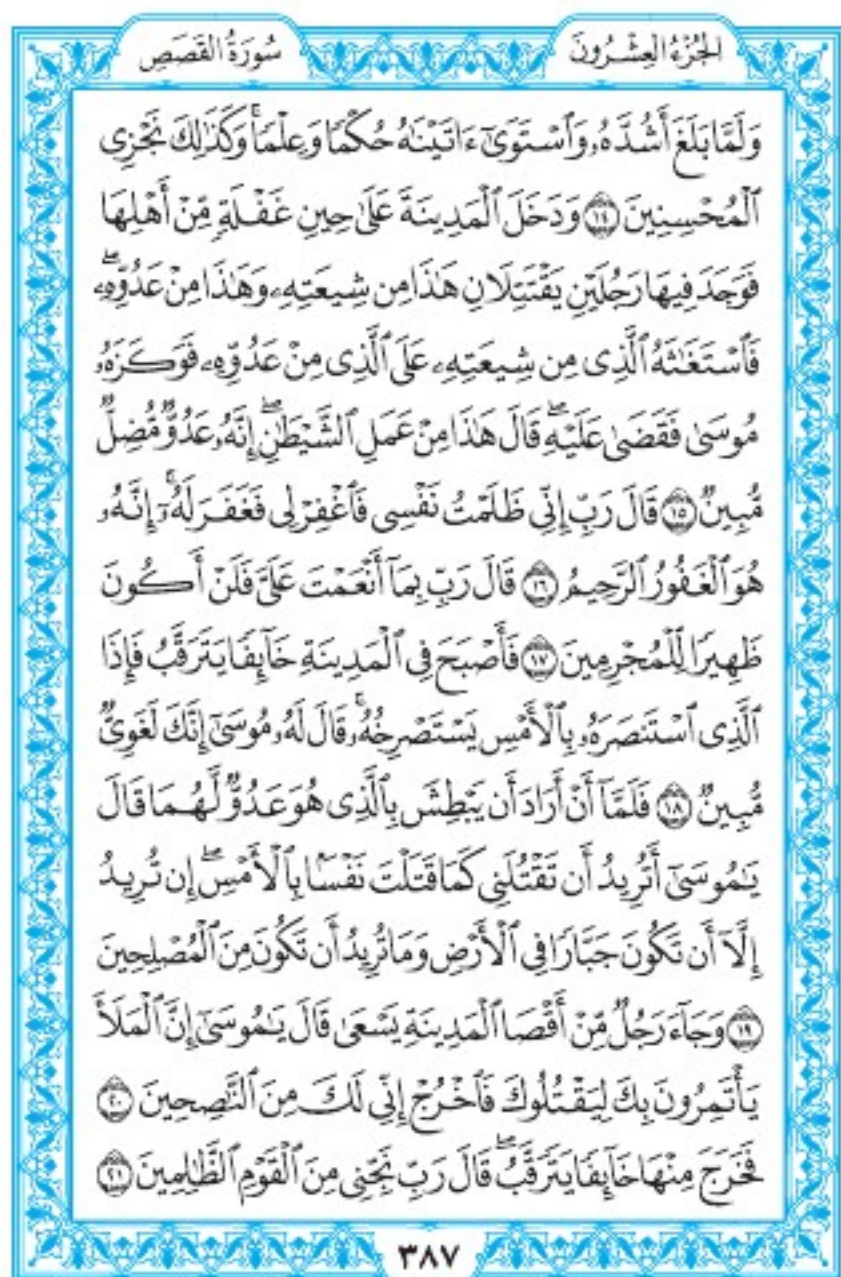 الجُزْءُ العِشْرُونَ
سُورَةُ القَصَصِ
وَلَمَّا بَلَغَ أَشُدَّهُۥ وَٱسۡتَوَىٰٓ ءَاتَيۡنَٰهُ حُكۡمٗا وَعِلۡمٗاۚ وَكَذَٰلِكَ نَجۡزِي
ٱلۡمُحۡسِنِينَ ١٤ وَدَخَلَ ٱلۡمَدِينَةَ عَلَىٰ حِينِ غَفۡلَةٖ مِّنۡ أَهۡلِهَا
فَوَجَدَ فِيهَا رَجُلَيۡنِ يَقۡتَتِلَانِ هَٰذَا مِن شِيعَتِهِۦ وَهَٰذَا مِنۡ عَدُوِّهِۦۖ
فَٱسۡتَغَٰثَهُ ٱلَّذِي مِن شِيعَتِهِۦ عَلَى ٱلَّذِي مِنۡ عَدُوِّهِۦ فَوَكَزَهُۥ
مُوسَىٰ فَقَضَىٰ عَلَيۡهِۖ قَالَ هَٰذَا مِنۡ عَمَلِ ٱلشَّيۡطَٰنِۖ إِنَّهُۥ عَدُوّٞ مُّضِلّٞ
مُّبِينٞ ١٥ قَالَ رَبِّ إِنِّي ظَلَمۡتُ نَفۡسِي فَٱغۡفِرۡ لِي فَغَفَرَ لَهُۥٓۚ إِنَّهُۥ
هُوَ ٱلۡغَفُورُ ٱلرَّحِيمُ ١٦ قَالَ رَبِّ بِمَآ أَنۡعَمۡتَ عَلَيَّ فَلَنۡ أَكُونَ
ظَهِيرٗا لِّلۡمُجۡرِمِينَ ١٧ فَأَصۡبَحَ فِي ٱلۡمَدِينَةِ خَآئِفٗا يَتَرَقَّبُ فَإِذَا
ٱلَّذِي ٱسۡتَنصَرَهُۥ بِٱلۡأَمۡسِ يَسۡتَصۡرِخُهُۥۚ قَالَ لَهُۥ مُوسَىٰٓ إِنَّكَ لَغَوِيّٞ
مُّبِينٞ ١٨ فَلَمَّآ أَنۡ أَرَادَ أَن يَبۡطِشَ بِٱلَّذِي هُوَ عَدُوّٞ لَّهُمَا قَالَ
يَٰمُوسَىٰٓ أَتُرِيدُ أَن تَقۡتُلَنِي كَمَا قَتَلۡتَ نَفۡسَۢا بِٱلۡأَمۡسِۖ إِن تُرِيدُ
إِلَّآ أَن تَكُونَ جَبَّارٗا فِي ٱلۡأَرۡضِ وَمَا تُرِيدُ أَن تَكُونَ مِنَ ٱلۡمُصۡلِحِينَ
١٩ وَجَآءَ رَجُلٞ مِّنۡ أَقۡصَا ٱلۡمَدِينَةِ يَسۡعَىٰ قَالَ يَٰمُوسَىٰٓ إِنَّ ٱلۡمَلَأَ
يَأۡتَمِرُونَ بِكَ لِيَقۡتُلُوكَ فَٱخۡرُجۡ إِنِّي لَكَ مِنَ ٱلنَّٰصِحِينَ ٢٠
فَخَرَجَ مِنۡهَا خَآئِفٗا يَتَرَقَّبُۖ قَالَ رَبِّ نَجِّنِي مِنَ ٱلۡقَوۡمِ ٱلظَّٰلِمِينَ ٢١
٣٨٧